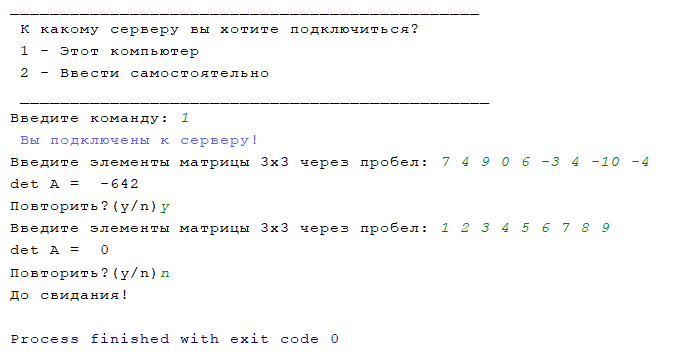 К какому серверу вы хотите подключиться?
1 - Этот компьютер
2 - Ввести самостоятельно
Введите команду: 1
Вы подключены к серверу!
Введите элементы матрицы 3x3 через пробел: 7 4 9 0 6 -3 4 -10 -4
det A =  -642
Повторить?(y/n)y
Введите элементы матрицы 3x3 через пробел: 1 2 3 4 5 6 7 8 9
det A =  0
Повторить?(y/n)n
До свидания!
Process finished with exit code 0